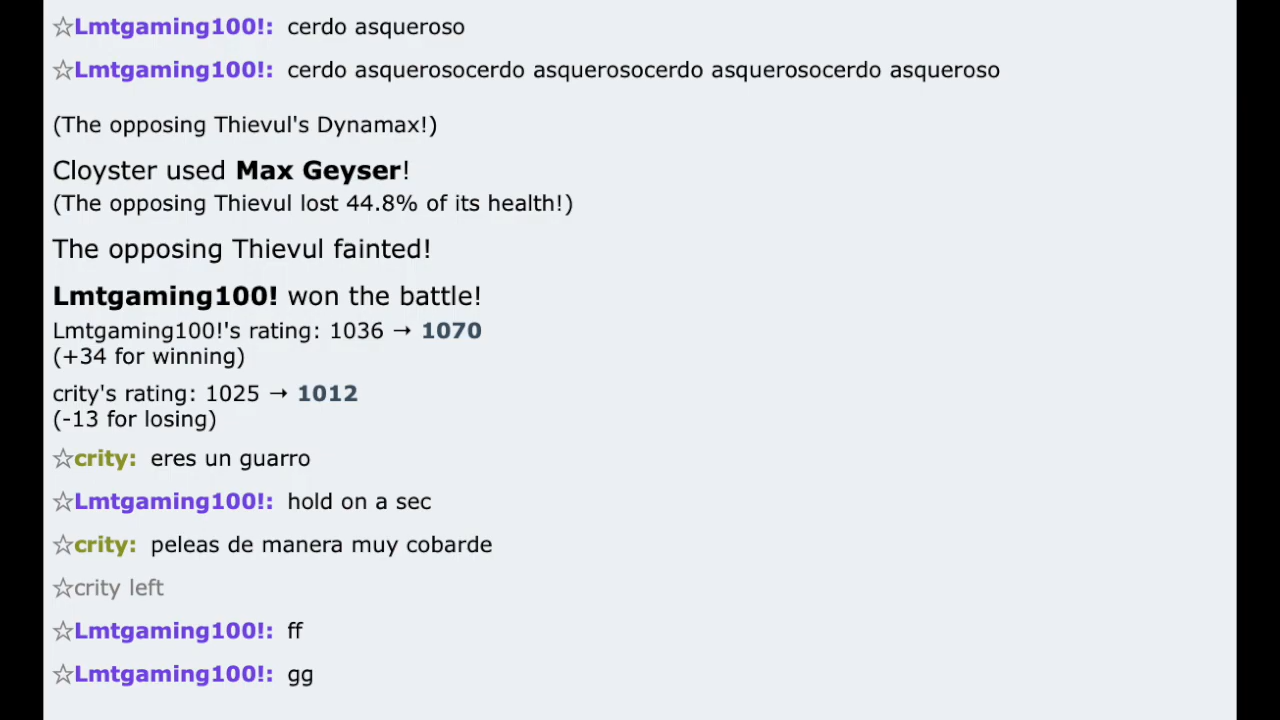 ☆Lmtgaming100!: cerdo asqueroso
☆Lmtgaming100!: cerdo asquerosocerdo asquerosocerdo asquerosocerdo asqueroso
(The opposing Thievul's Dynamax!)
Cloyster used Max Geyser!
(The opposing Thievul lost 44.8% of its health!)
The opposing Thievul fainted!
Lmtgaming100! won the battle!
Lmtgaming100!'s rating: 1036 → 1070
(+34 for winning)
crity's rating: 1025 → 1012
(-13 for losing)
☆crity: eres un guarro
☆Lmtgaming100!: hold on a sec
☆crity: peleas de manera muy cobarde
☆crity left
☆Lmtgaming100!: ff
☆Lmtgaming100!: gg